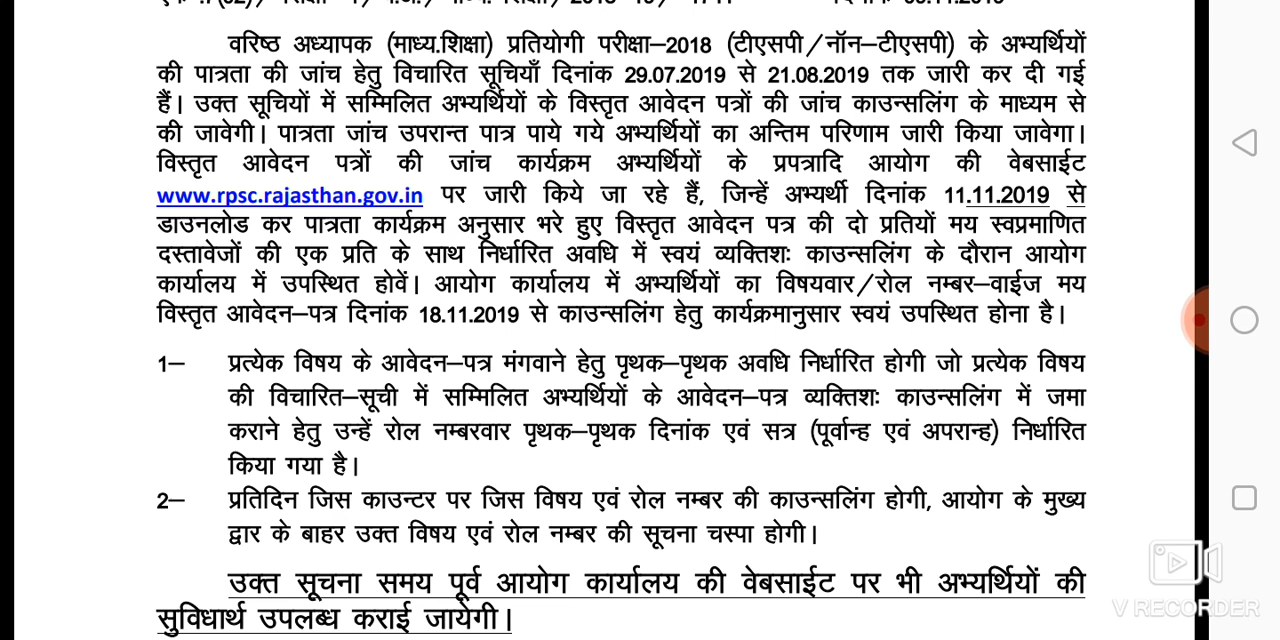 वरिष्ठ अध्यापक (माध्य.शिक्षा) प्रतियोगी परीक्षा–2018 (टीएसपी/नॉन–टीएसपी) के अभ्यर्थियों
की पात्रता की जांच हेतु विचारित सूचियाँ दिनांक 29.07.2019 से 21.08.2019 तक जारी कर दी गई
हैं। उक्त सूचियों में सम्मिलित अभ्यर्थियों के विस्तृत आवेदन पत्रों की जांच काउन्सलिंग के माध्यम से
की जावेगी। पात्रता जांच उपरान्त पात्र पाये गये अभ्यर्थियों का अन्तिम परिणाम जारी किया जावेगा।
विस्तृत आवेदन पत्रों की जांच कार्यक्रम अभ्यर्थियों के प्रपत्रादि आयोग की वेबसाईट
www.rpsc.rajasthan.gov.in पर जारी किये जा रहे हैं, जिन्हें अभ्यर्थी दिनांक 11.11.2019 से
डाउनलोड कर पात्रता कार्यक्रम अनुसार भरे हुए विस्तृत आवेदन पत्र की दो प्रतियों मय स्वप्रमाणित
दस्तावेजों की एक प्रति के साथ निर्धारित अवधि में स्वयं व्यक्तिशः काउन्सलिंग के दौरान आयोग
कार्यालय में उपस्थित होवें। आयोग कार्यालय में अभ्यर्थियों का विषयवार/रोल नम्बर–वाईज मय
विस्तृत आवेदन–पत्र दिनांक 18.11.2019 से काउन्सलिंग हेतु कार्यक्रमानुसार स्वयं उपस्थित होना है।
1– प्रत्येक विषय के आवेदन–पत्र मंगवाने हेतु पृथक–पृथक अवधि निर्धारित होगी जो प्रत्येक विषय
की विचारित–सूची में सम्मिलित अभ्यर्थियों के आवेदन–पत्र व्यक्तिशः काउन्सलिंग में जमा
कराने हेतु उन्हें रोल नम्बरवार पृथक–पृथक दिनांक एवं सत्र (पूर्वान्ह एवं अपरान्ह) निर्धारित
किया गया है।
2– प्रतिदिन जिस काउन्टर पर जिस विषय एवं रोल नम्बर की काउन्सलिंग होगी, आयोग के मुख्य
द्वार के बाहर उक्त विषय एवं रोल नम्बर की सूचना चस्पा होगी।
उक्त सूचना समय पूर्व आयोग कार्यालय की वेबसाईट पर भी अभ्यर्थियों की
सुविधार्थ उपलब्ध कराई जायेगी।
V RECORDER